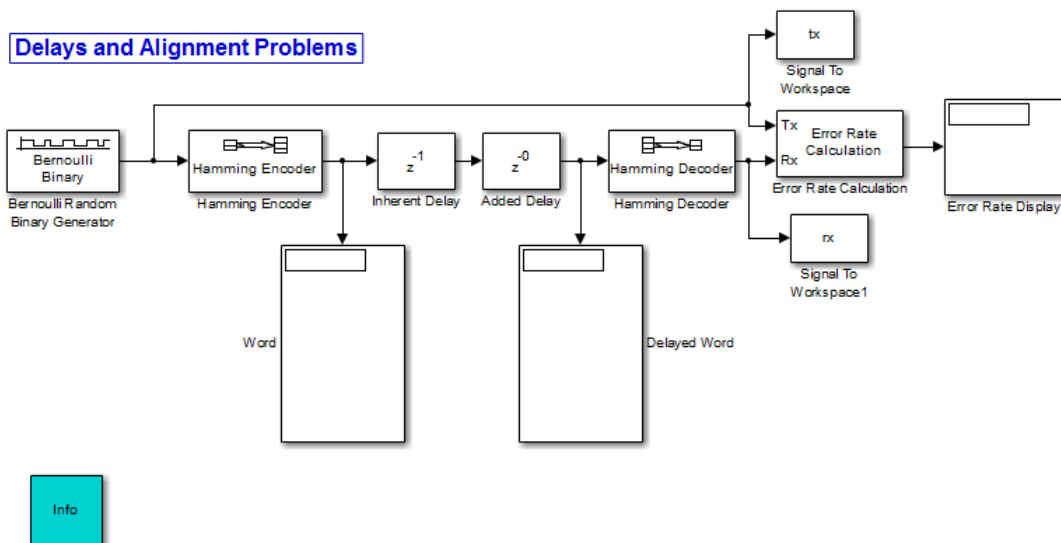 Delays and Alignment Problems
tx
Signal To
Workspace
Bernoulli
Binary
Bernoulli Random
Binary Generator
Hamming Encoder
Hamming Encoder
z-1
Inherent Delay
z-0
Added Delay
Hamming Decoder
Hamming Decoder
Tx
Rx
Error Rate
Calculation
Error Rate Calculation
Error Rate Display
rx
Signal To
Workspace1
Word
Delayed Word
Info